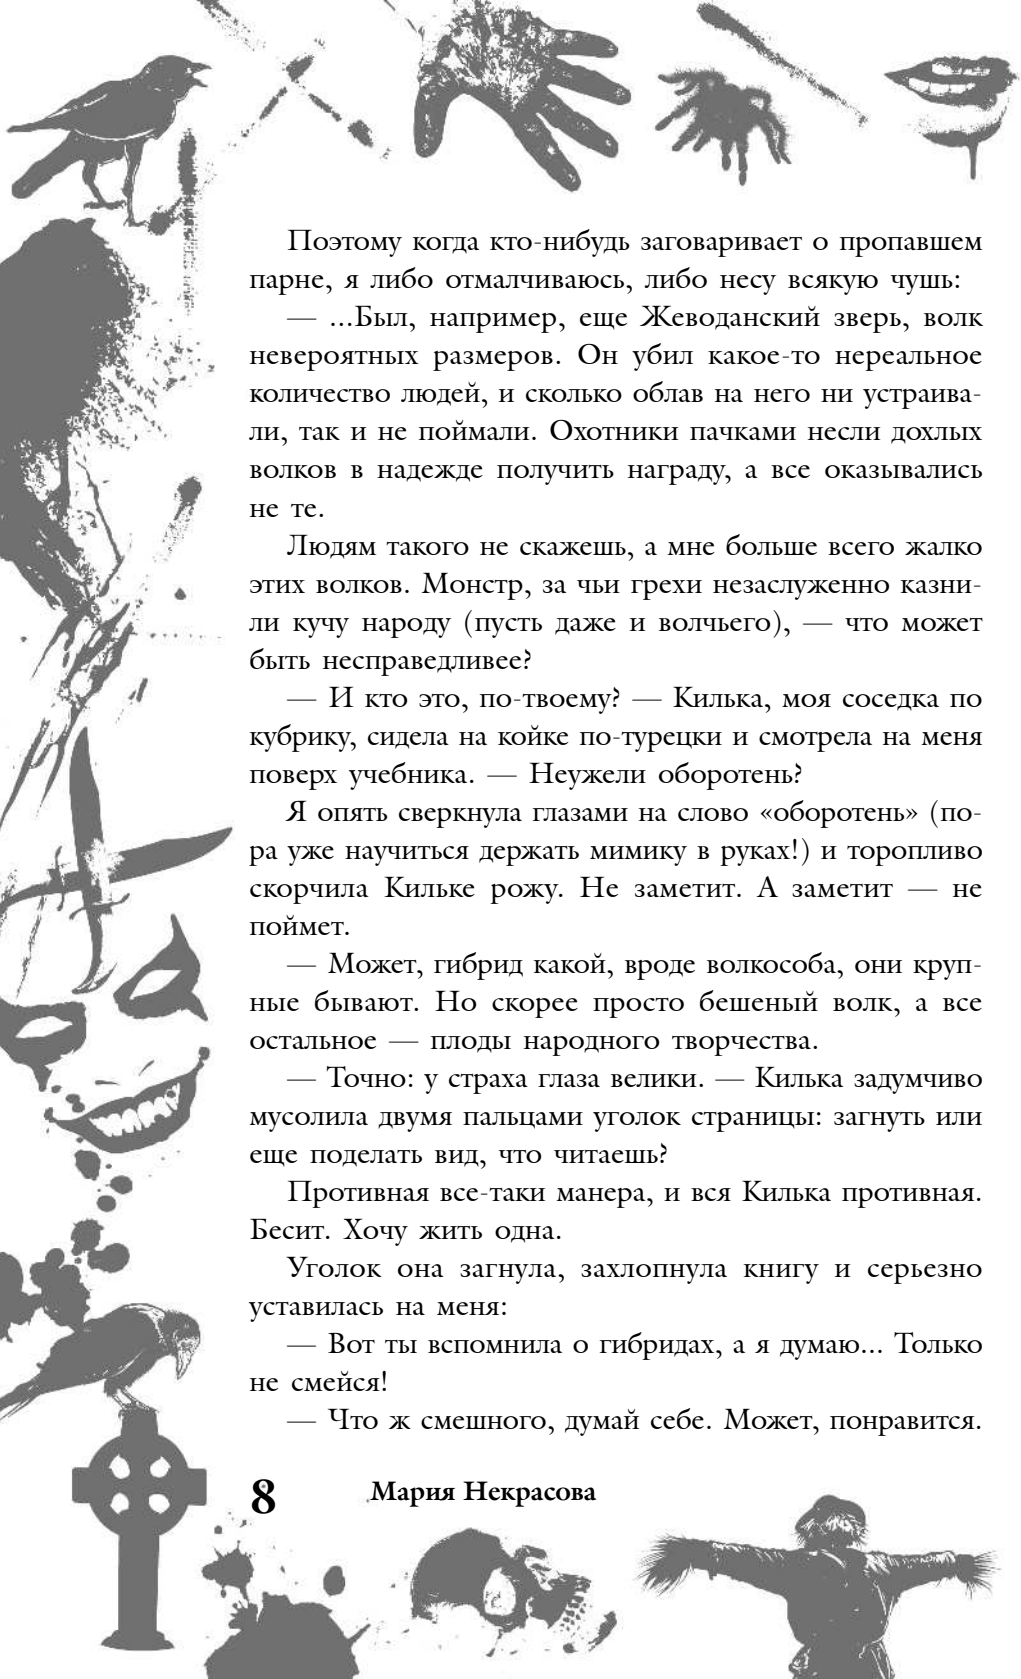 Поэтому когда кто-нибудь заговаривает о пропавшем
парне, я либо отмалчиваюсь, либо несу всякую чушь:
— ...Был, например, еще Жеводанский зверь, волк
невероятных размеров. Он убил какое-то нереальное
количество людей, и сколько облав на него ни устраива-
ли, так и не поймали. Охотники пачками несли дохлых
волков в надежде получить награду, а все оказывались
не те.
Людям такого не скажешь, а мне больше всего жалко
этих волков. Монстр, за чьи грехи незаслуженно казни-
ли кучу народу (пусть даже и волчьего), — что может
быть несправедливее?
— И кто это, по-твоему? — Килька, моя соседка по
кубрику, сидела на койке по-турецки и смотрела на меня
поверх учебника. — Неужели оборотень?
Я опять сверкнула глазами на слово «оборотень» (по-
ра уже научиться держать мимику в руках!) и торопливо
скорчила Кильке рожу. Не заметит. А заметит — не
поймет.
— Может, гибрид какой, вроде волкособа, они круп-
ные бывают. Но скорее просто бешеный волк, а все
остальное — плоды народного творчества.
— Точно: у страха глаза велики. — Килька задумчиво
мусолила двумя пальцами уголок страницы: загнуть или
еще поделать вид, что читаешь?
Противная все-таки манера, и вся Килька противная.
Бесит. Хочу жить одна.
Уголок она загнула, захлопнула книгу и серьезно
уставилась на меня:
— Вот ты вспомнила о гибридах, а я думаю... Только
не смейся!
— Что ж смешного, думай себе. Может, понравится.
8 Мария Некрасова